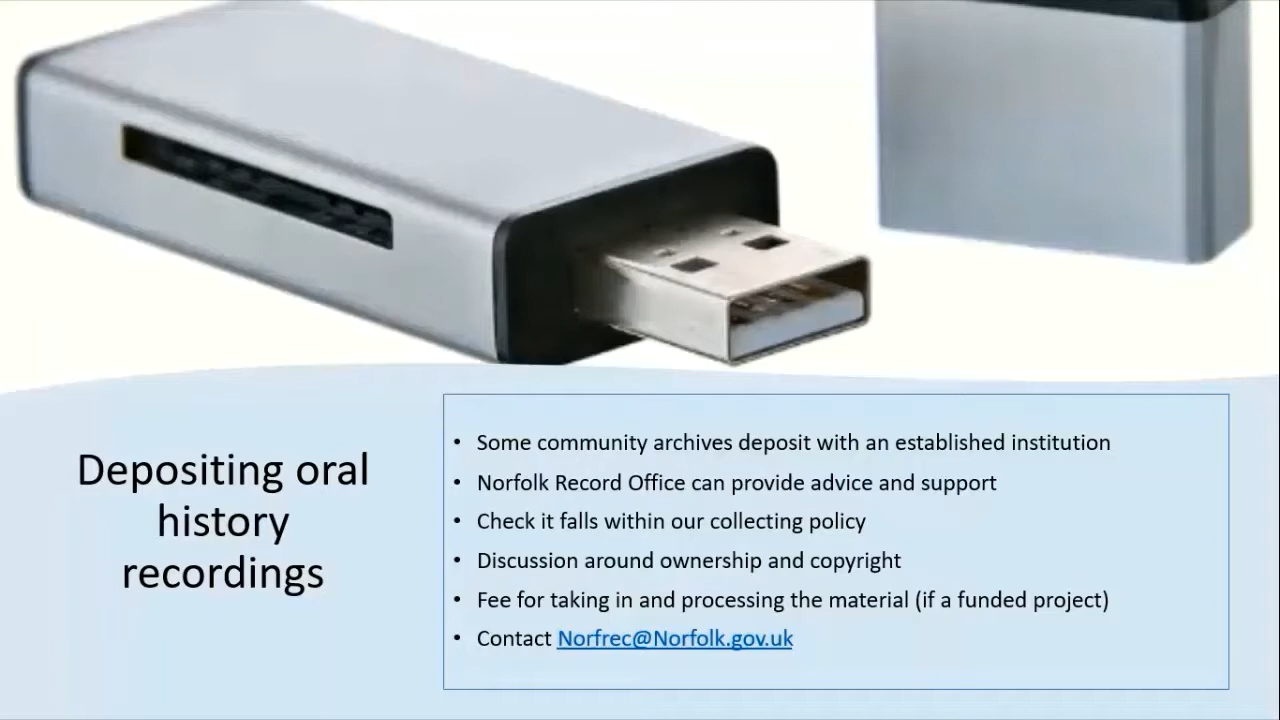 Depositing oral
history
recordings
• Some community archives deposit with an established institution
• Norfolk Record Office can provide advice and support
• Check it falls within our collecting policy
• Discussion around ownership and copyright
• Fee for taking in and processing the material (if a funded project)
• Contact Norfrec@Norfolk.gov.uk